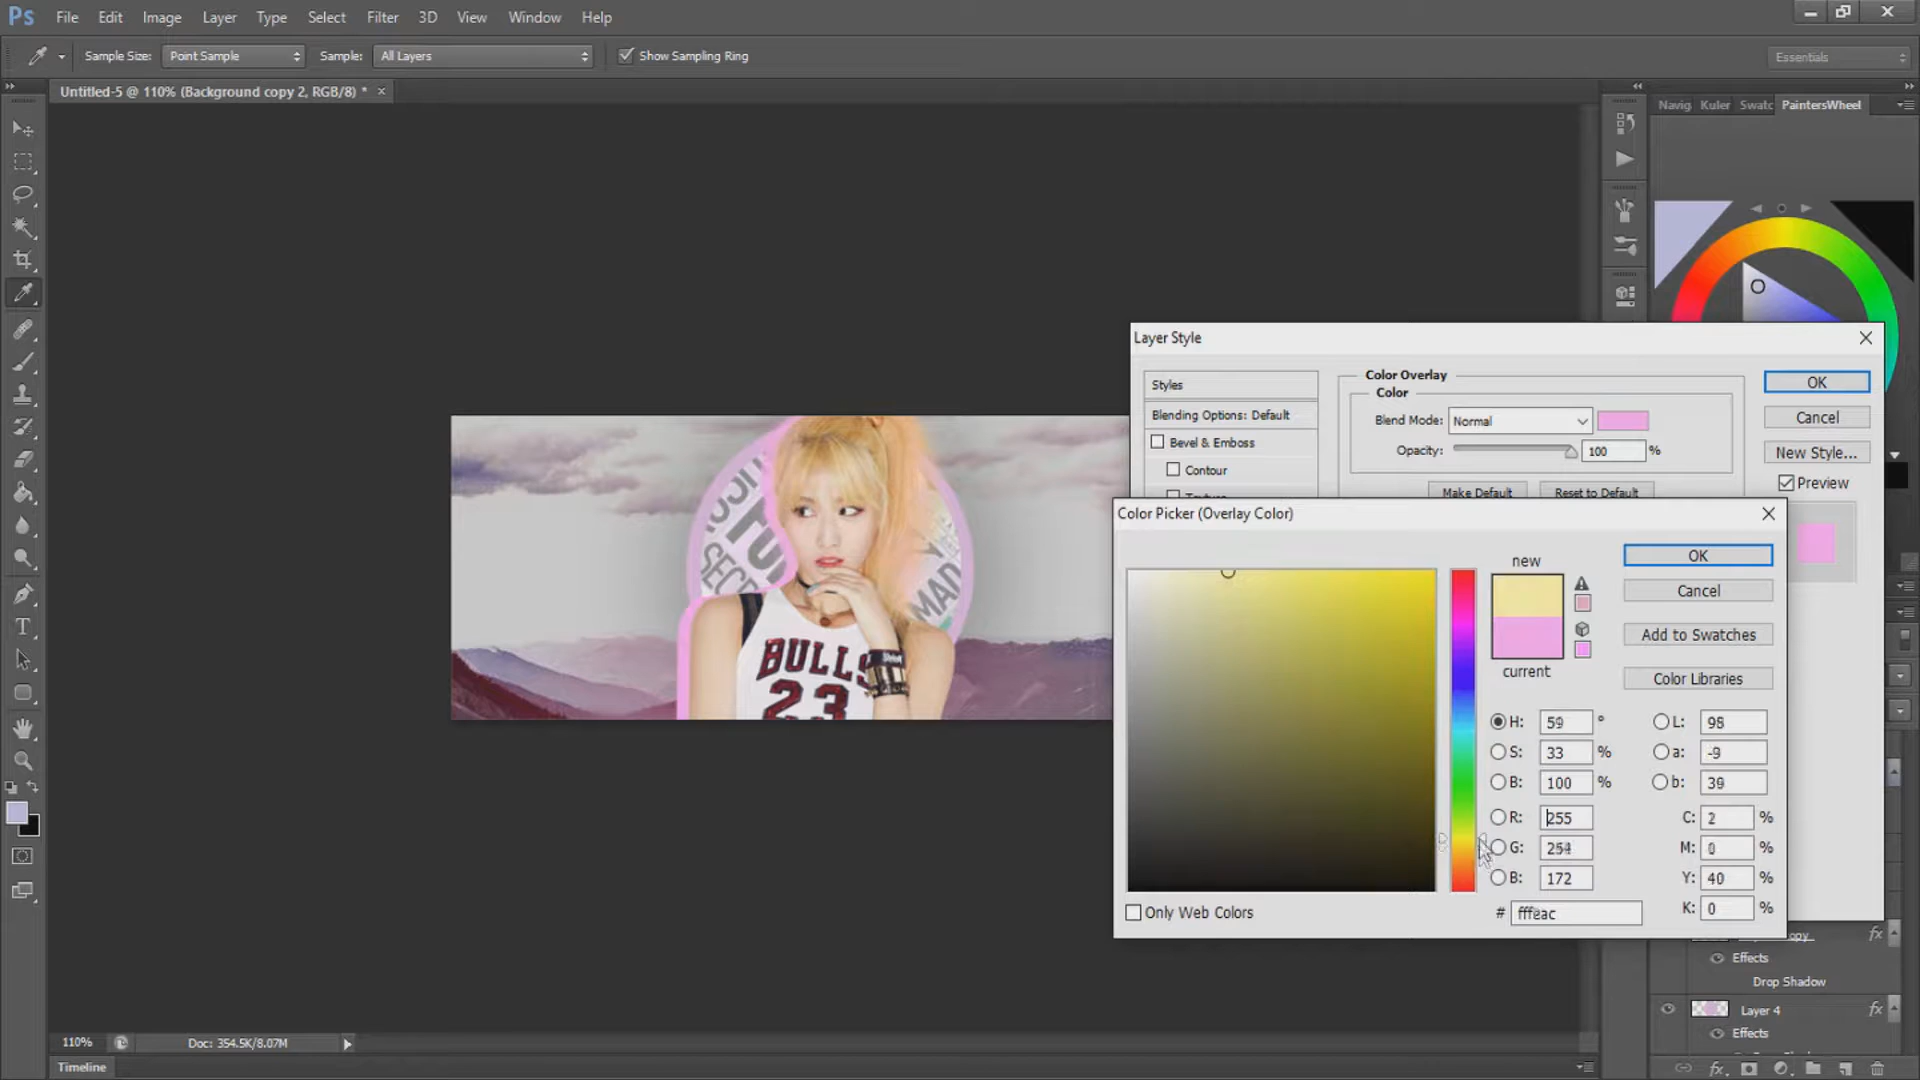 Ps File Edit Image Layer Type Select Filter 3D View Window Help
Sample Size: Point Sample Sample: All Layers Show Sampling Ring Essentials
Untitled-5 @ 110% (Background copy 2, RGB/8) * ×
Navig Kuler Swatc PaintersWheel
Layer Style
Styles
Blending Options: Default
Bevel & Emboss
Contour
Texture
Color Overlay
Color
Blend Mode: Normal
Opacity: 100 %
Make Default Reset to Default
OK
Cancel
New Style...
Preview
Color Picker (Overlay Color)
new
current
OK
Cancel
Add to Swatches
Color Libraries
H: 59 ° L: 98
S: 33 % a: -9
B: 100 % b: 39
R: 255 C: 2 %
G: 254 M: 0 %
B: 172 Y: 40 %
# fffeac K: 0 %
Only Web Colors
TU
SECR
MAD
BULLS
23
Effects
Drop Shadow
Layer 4 fx
Effects
110% Doc: 354.5K/8.07M
Timeline